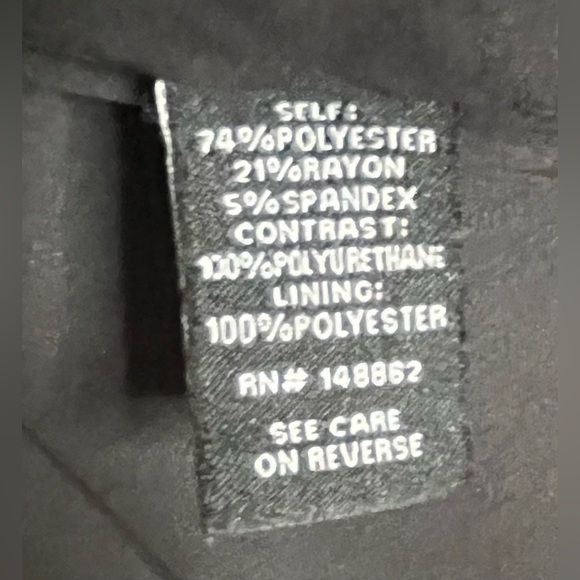 SELF:
74%POLYESTER
21%RAYON
5%SPANDEX
CONTRAST:
100%POLYURETHANE
LINING:
100%POLYESTER
RN# 148862
SEE CARE
ON REVERSE